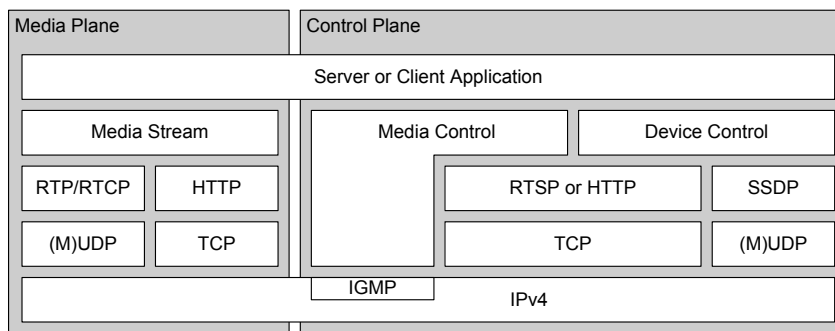 Media Plane
Control Plane
Server or Client Application
Media Stream
Media Control
Device Control
RTP/RTCP
HTTP
RTSP or HTTP
SSDP
(M)UDP
TCP
TCP
(M)UDP
IGMP
IPv4